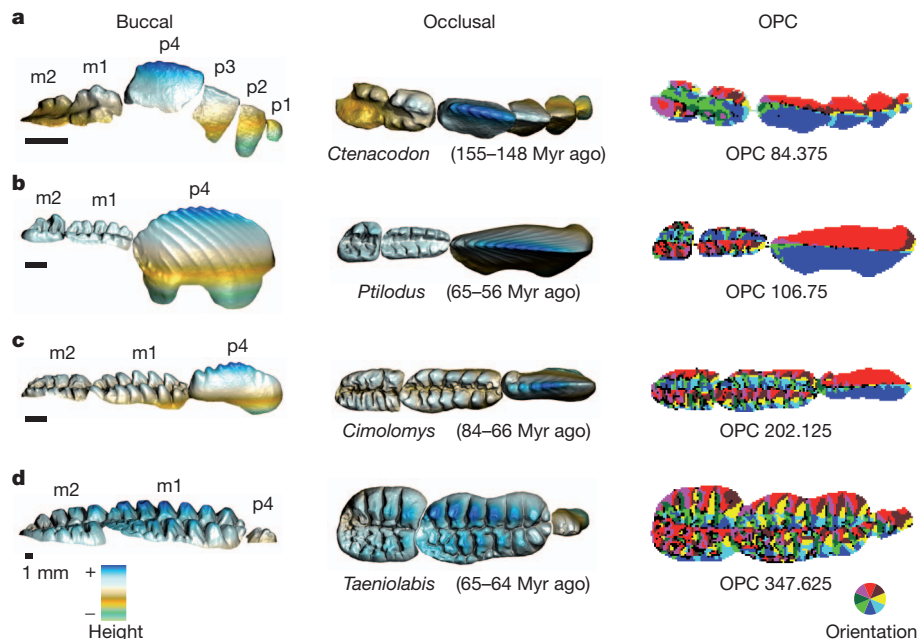 Buccal Occlusal OPC
a
m2 m1 p4 p3 p2 p1
Ctenacodon (155–148 Myr ago)
OPC 84.375
b
m2 m1 p4
Ptilodus (65–56 Myr ago)
OPC 106.75
c
m2 m1 p4
Cimolomys (84–66 Myr ago)
OPC 202.125
d
m2 m1 p4
1 mm
Taeniolabis (65–64 Myr ago)
OPC 347.625
+
–
Height
Orientation